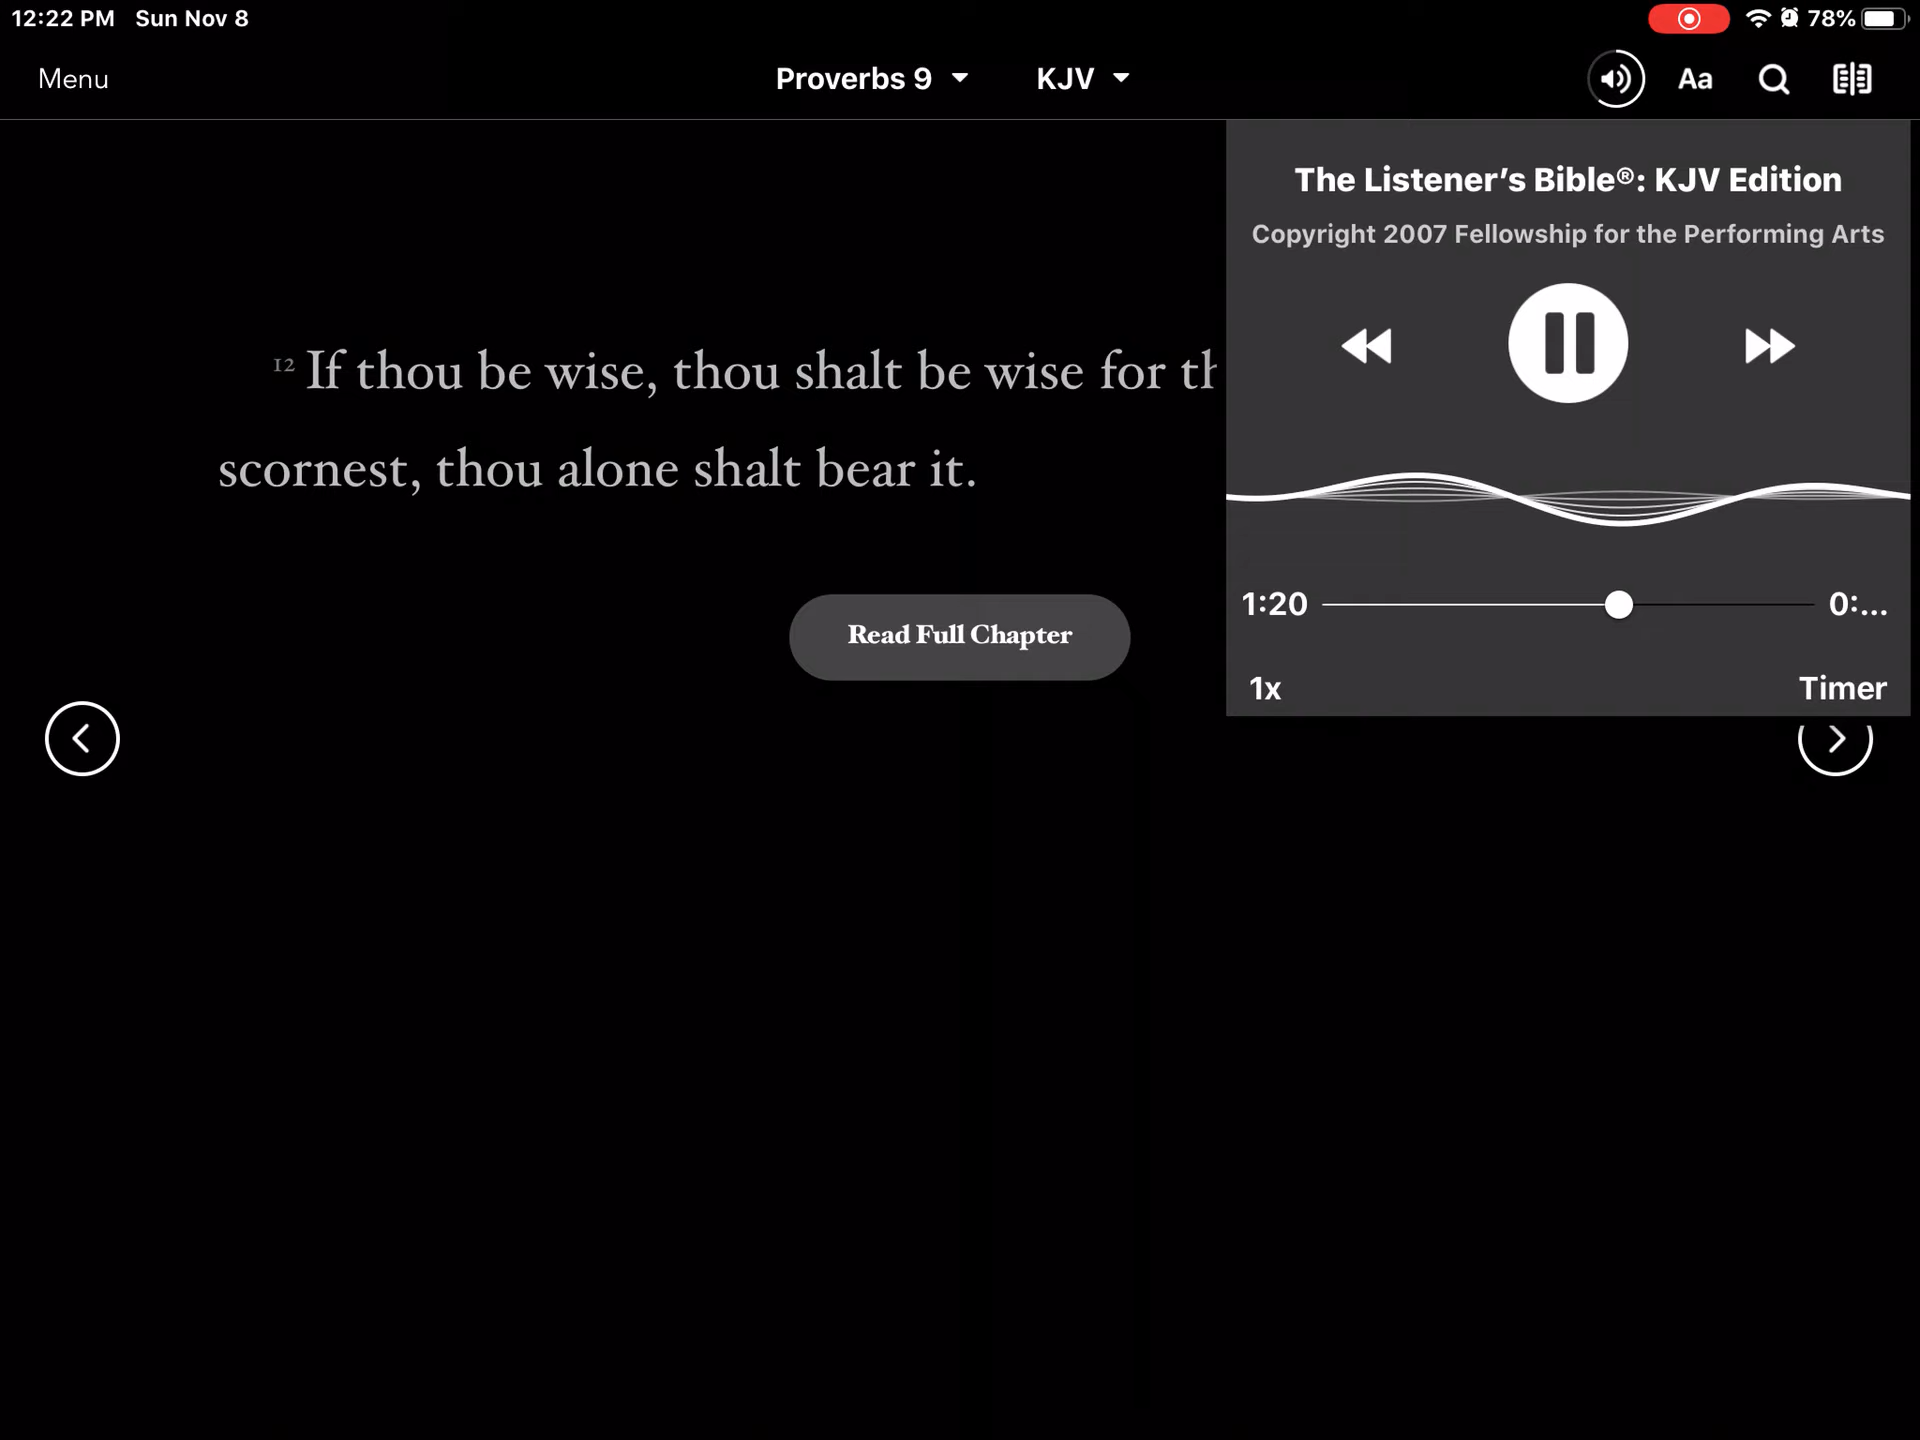 12:22 PM Sun Nov 8
78%
Menu
Proverbs 9
KJV
Aa
The Listener’s Bible®: KJV Edition
Copyright 2007 Fellowship for the Performing Arts
12 If thou be wise, thou shalt be wise for
scornest, thou alone shalt bear it.
1:20
0:...
Read Full Chapter
1x
Timer